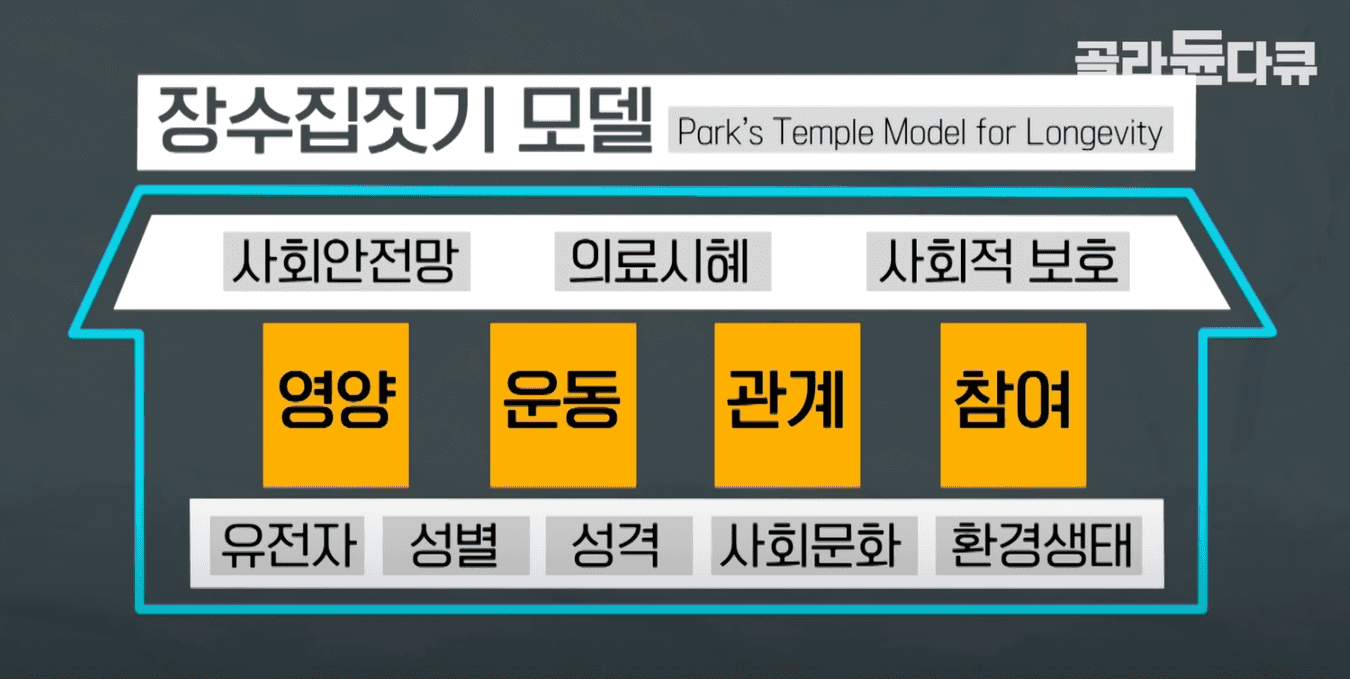 골라듄다큐
장수집짓기 모델 Park's Temple Model for Longevity
사회안전망 의료시혜 사회적 보호
영양 운동 관계 참여
유전자 성별 성격 사회문화 환경생태